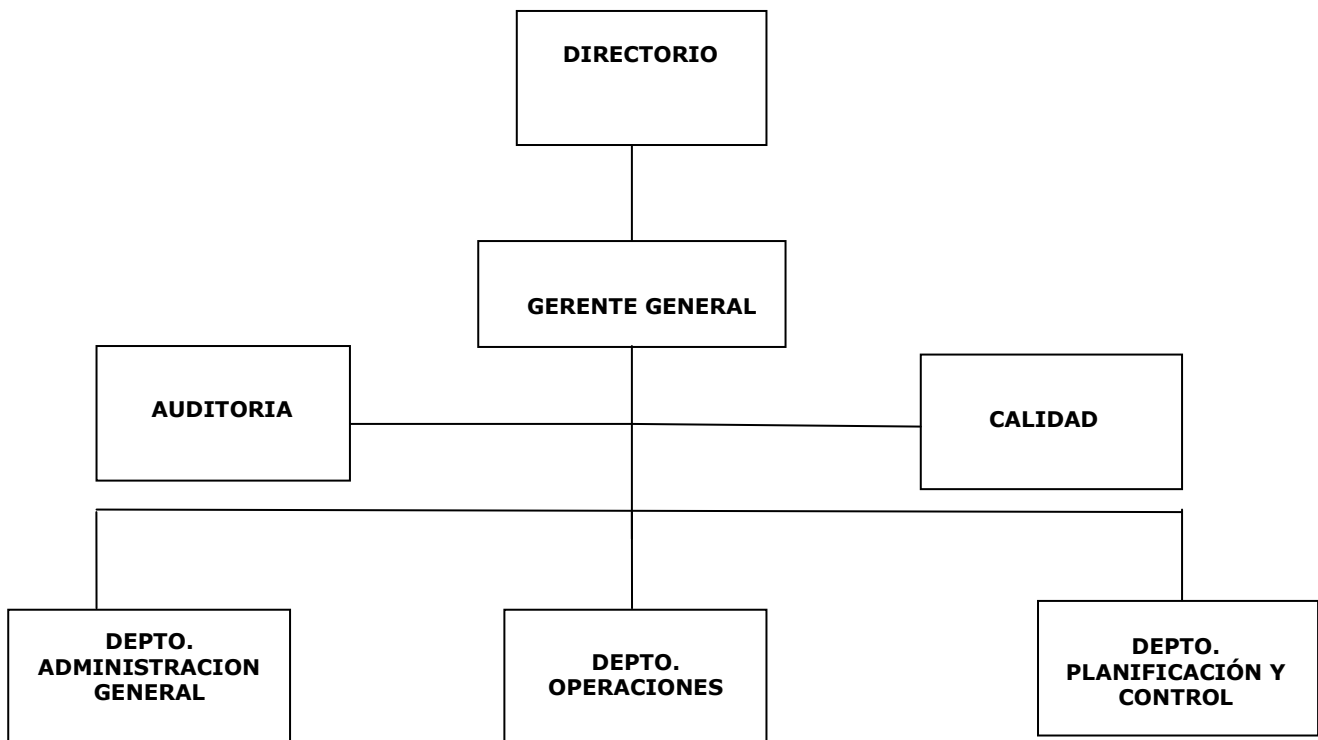 DIRECTORIO
GERENTE GENERAL
AUDITORIA
CALIDAD
DEPTO.
ADMINISTRACION
GENERAL
DEPTO.
OPERACIONES
DEPTO.
PLANIFICACIÓN Y
CONTROL